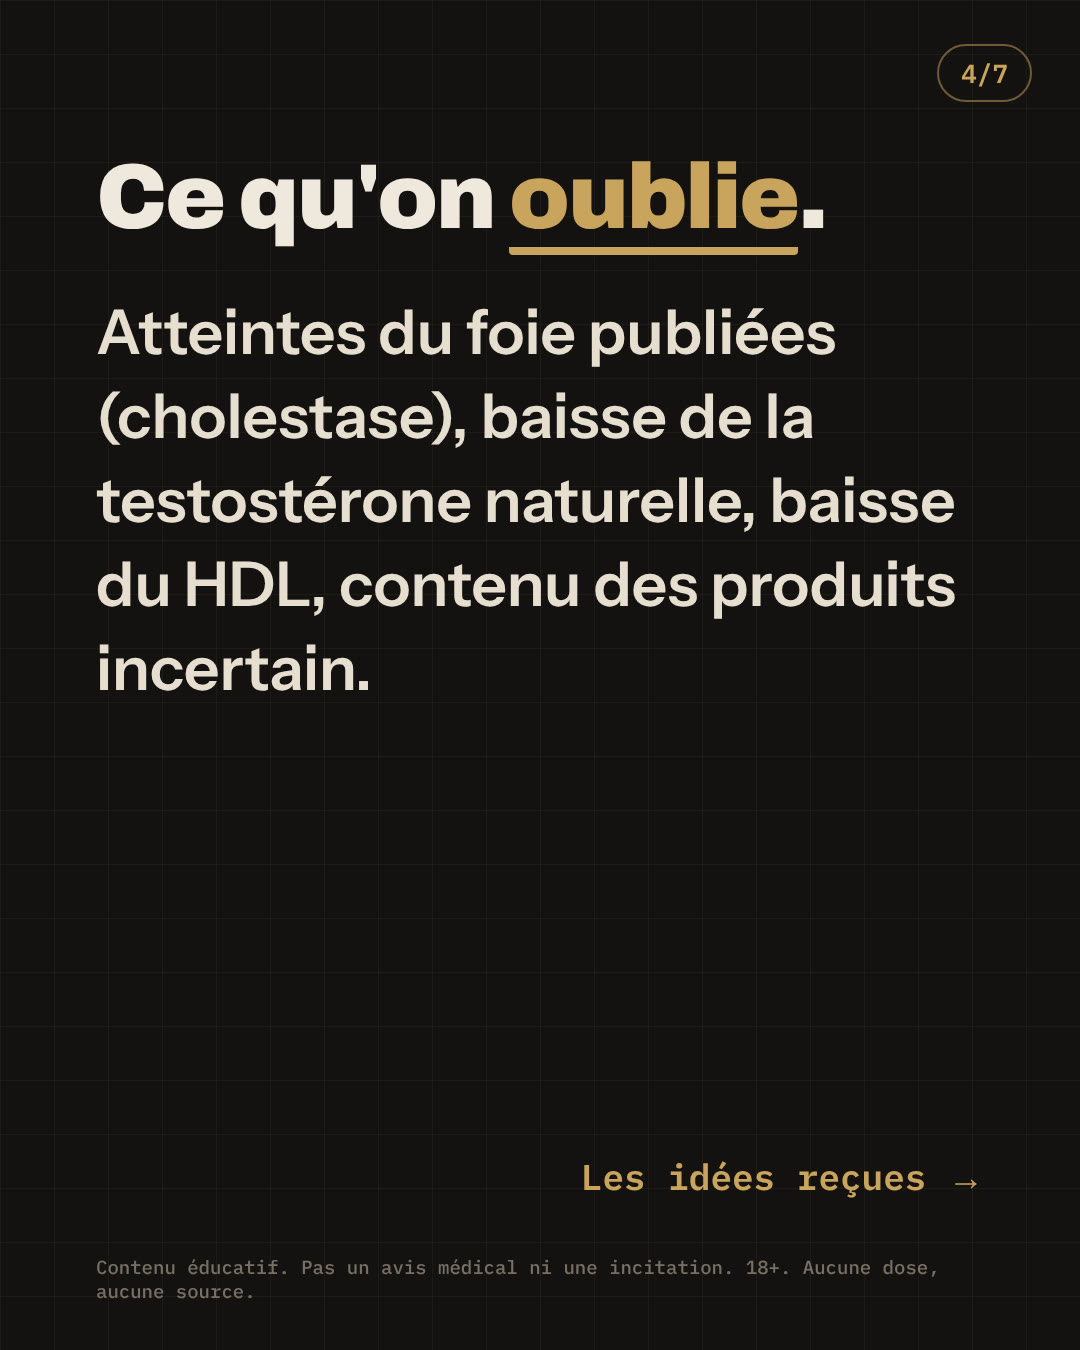 4/7
Ce qu'on oublie.
Atteintes du foie publiées
(cholestase), baisse de la
testostérone naturelle, baisse
du HDL, contenu des produits
incertain.
Les idées reçues →
Contenu éducatif. Pas un avis médical ni une incitation. 18+. Aucune dose,
aucune source.